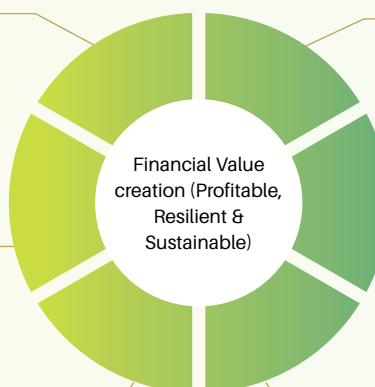 Financial Value
creation (Profitable,
Resilient &
Sustainable)